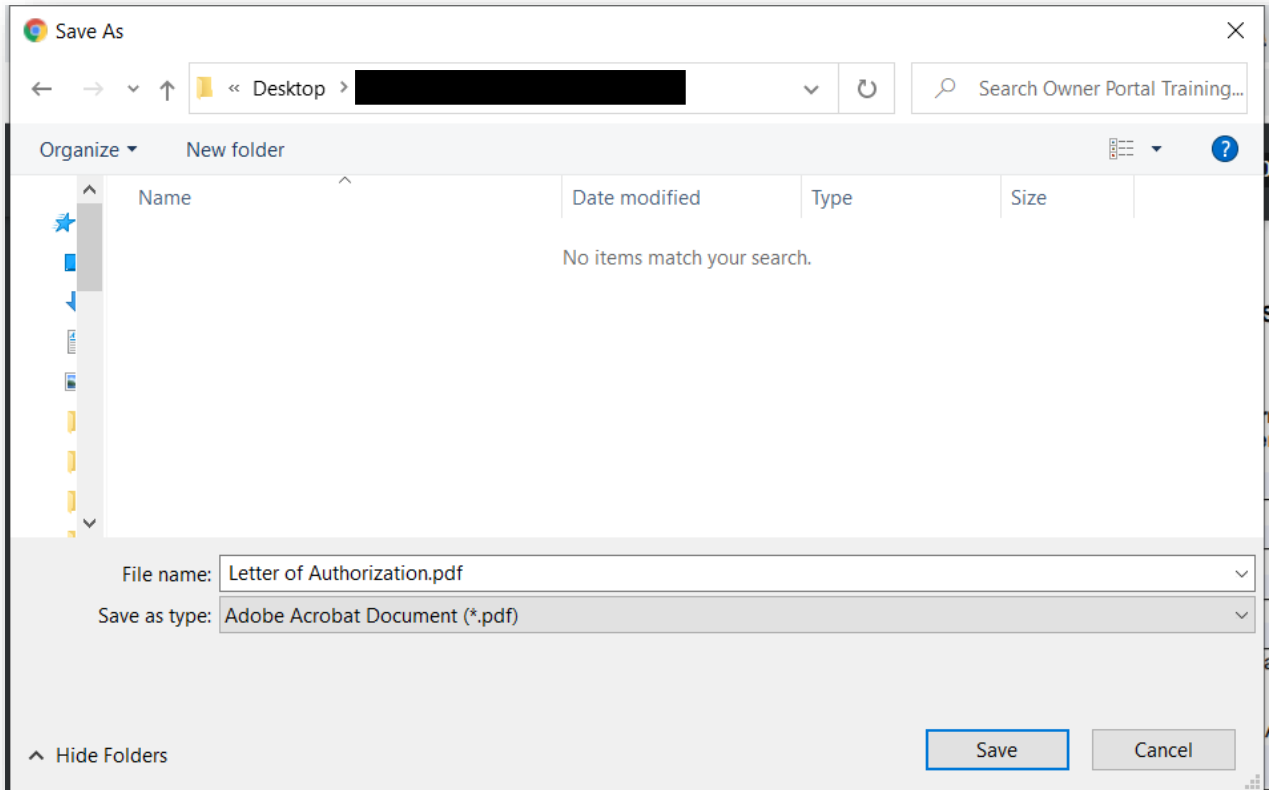 Save As
« Desktop > Search Owner Portal Training...
Organize New folder ?
Name Date modified Type Size
No items match your search.
File name: Letter of Authorization.pdf
Save as type: Adobe Acrobat Document (*.pdf)
Hide Folders Save Cancel